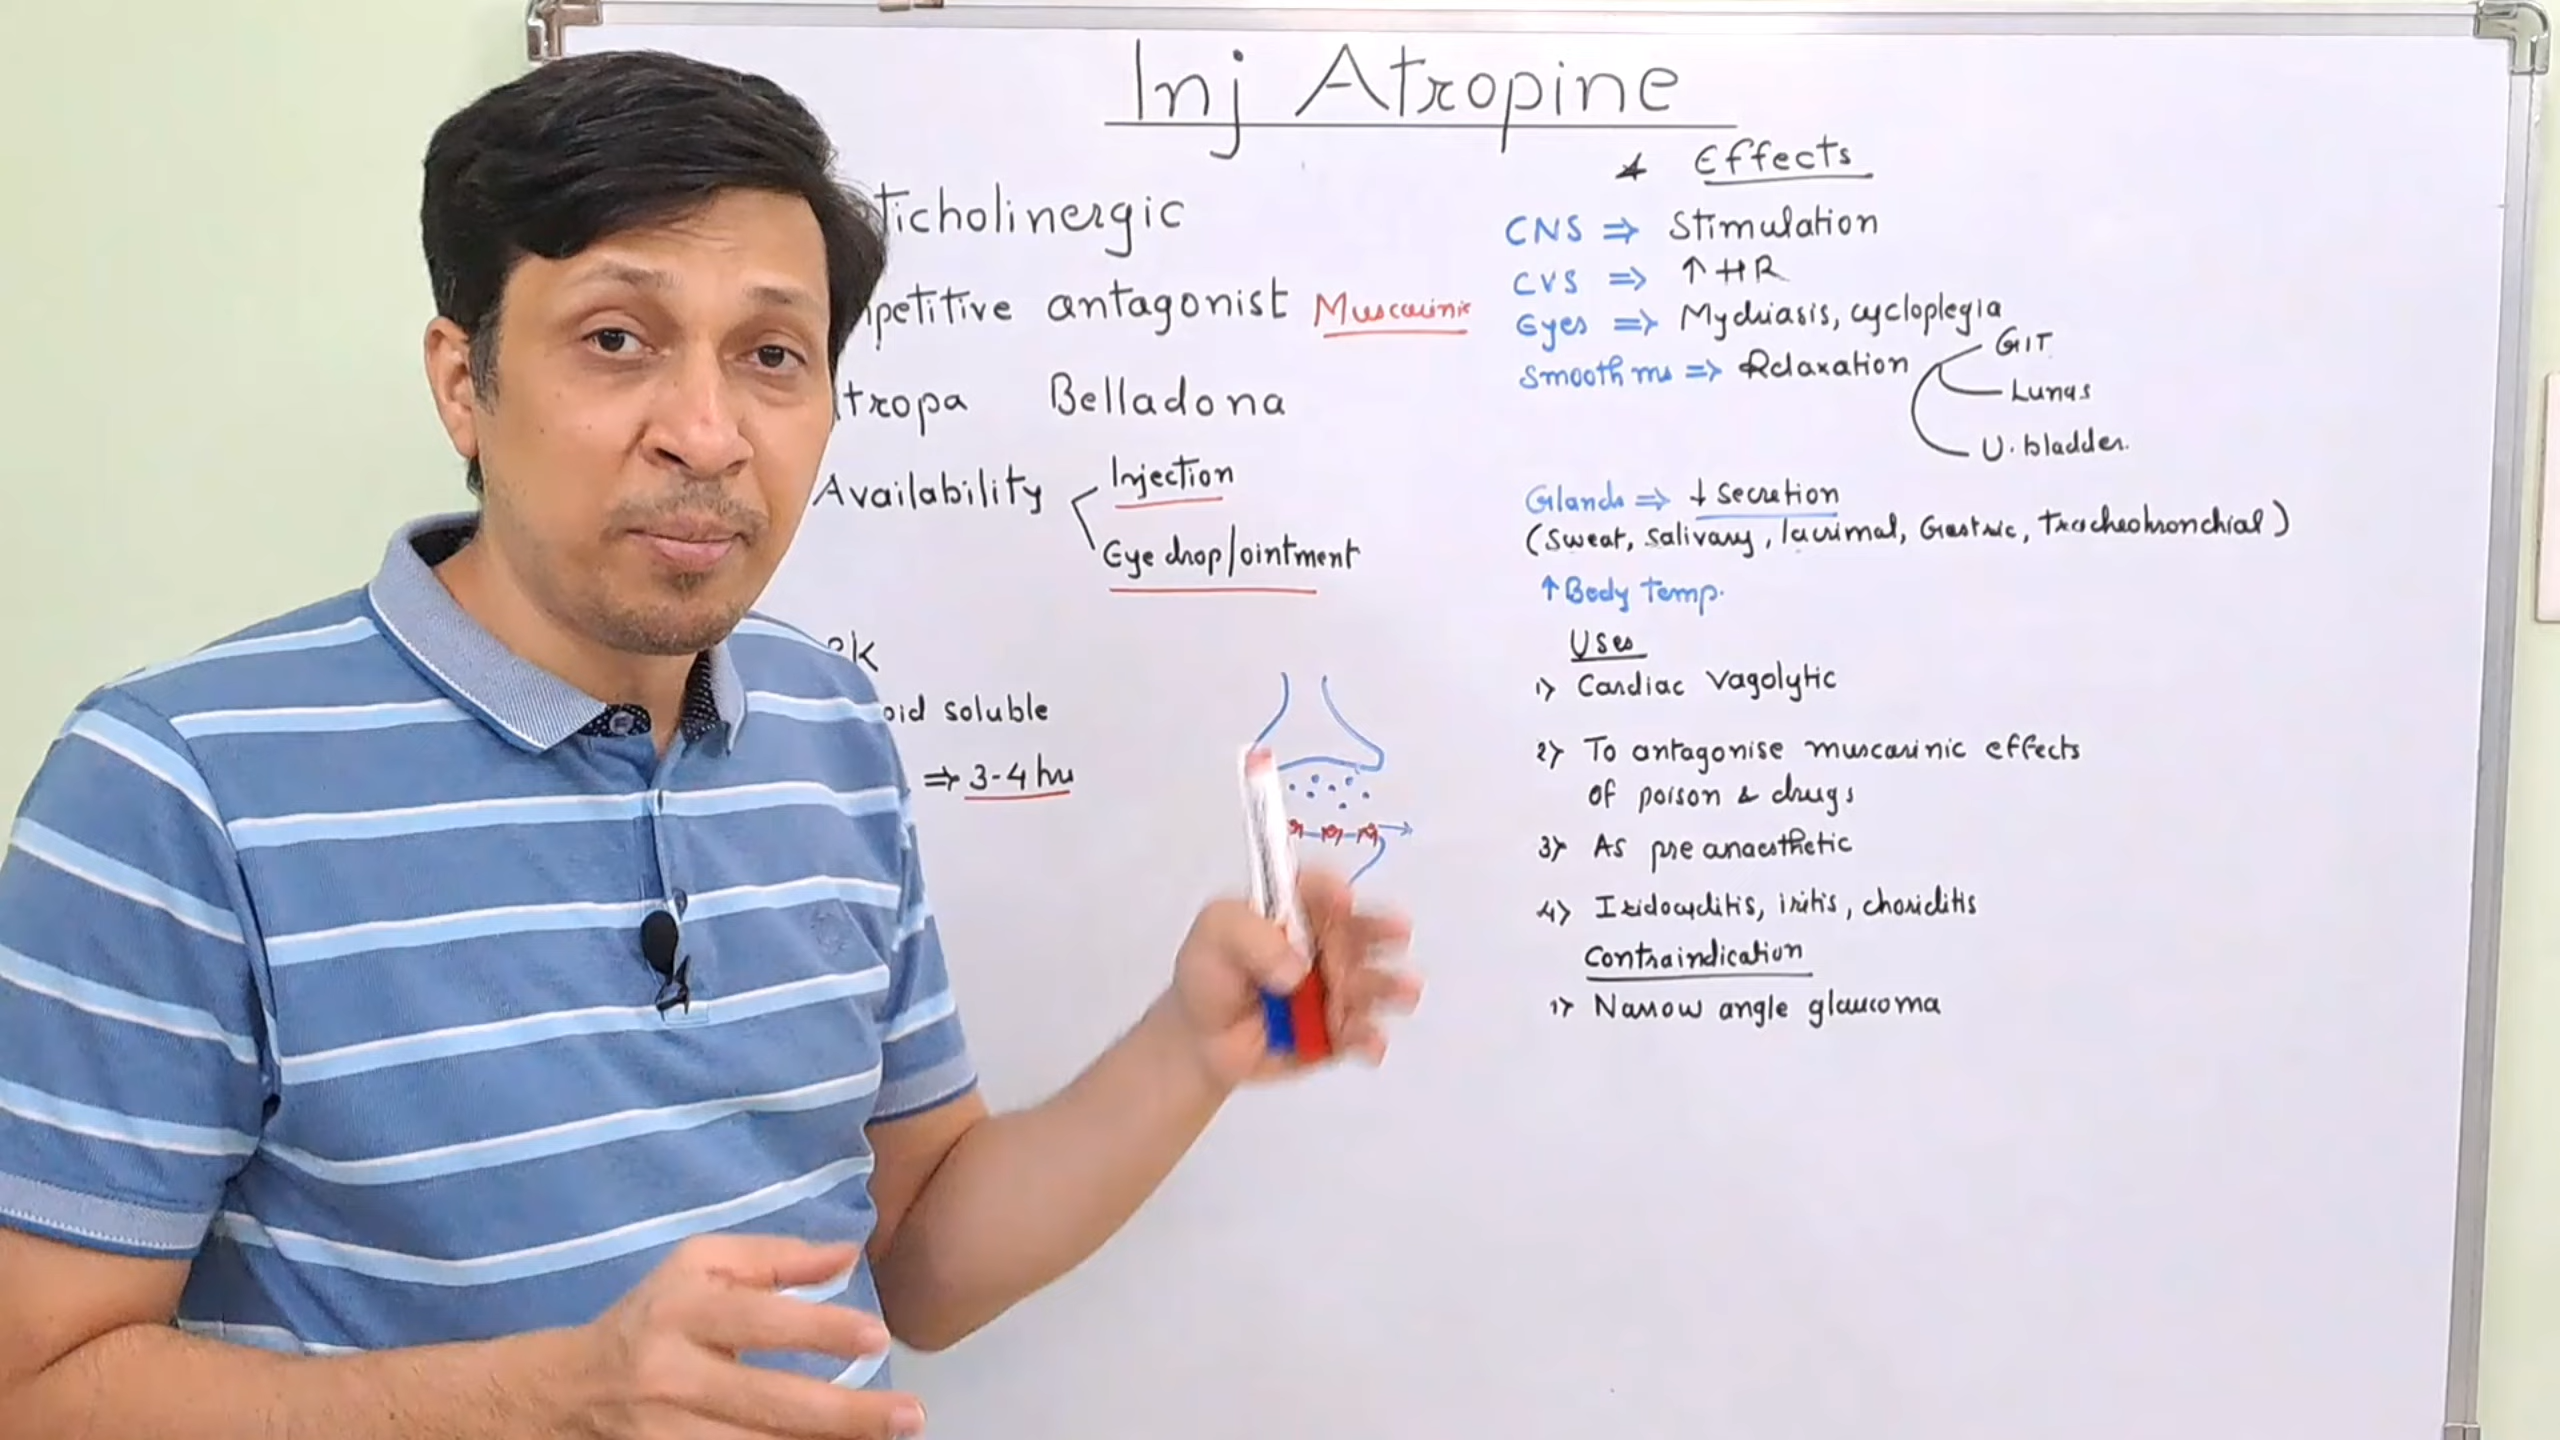 Inj Atropine
ticholinergic
petitive antagonist Muscarinic
tropa Belladona
Availability
Injection
Eye drop/ointment
PK
oid soluble
⇒ 3-4 hrs
Effects
CNS ⇒ Stimulation
CVS ⇒ ↑ HR
Eyes ⇒ Mydriasis, cycloplegia
Smooth ms ⇒ Relaxation
GIT
Lungs
U. bladder.
Glands ⇒ ↓ secretion
(Sweat, Salivary, lacrimal, Gastric, tracheobronchial)
↑ Body temp.
Uses
1) Cardiac vagolytic
2) To antagonise muscarinic effects
of poison & drugs
3) As pre anaesthetic
4) Iridocyclitis, iritis, choriditis
Contraindication
1) Narrow angle glaucoma